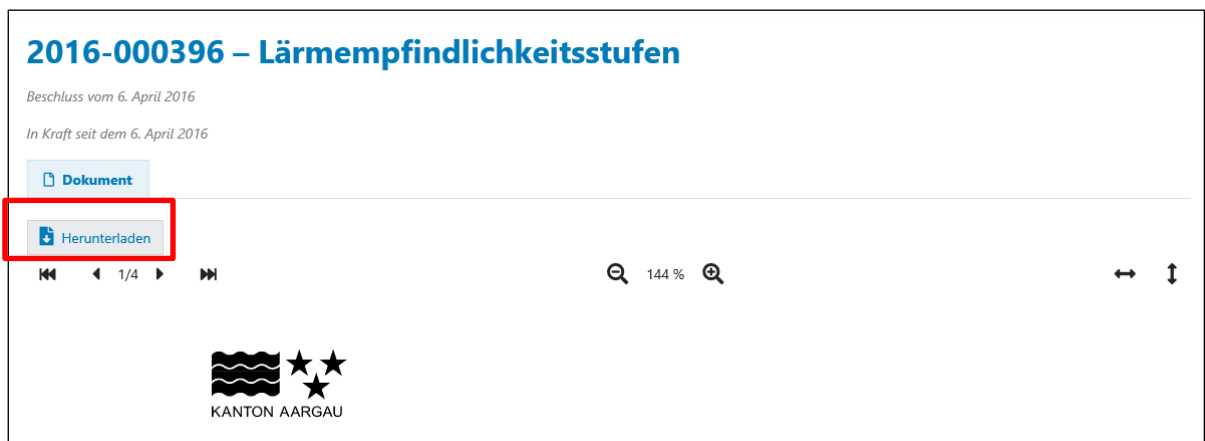 2016-000396 – Lärmempfindlichkeitsstufen
Beschluss vom 6. April 2016
In Kraft seit dem 6. April 2016
Dokument
Herunterladen
1/4
144 %
KANTON AARGAU